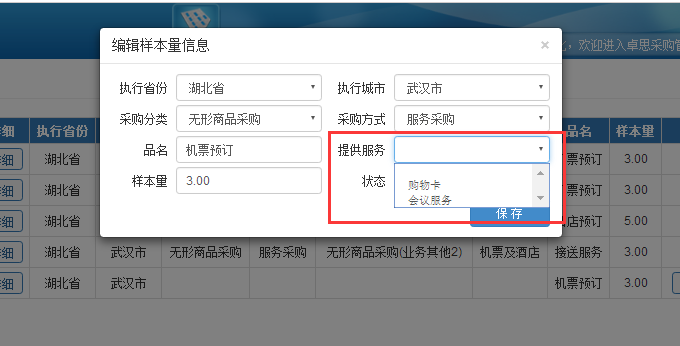 比，欢迎进入卓思采购管
编辑样本量信息 ×
执行省份 湖北省 执行城市 武汉市
采购分类 无形商品采购 采购方式 服务采购
品名 机票预订 提供服务
样本量 3.00 状态
购物卡
会议服务
保存
细 执行省份 品名 样本量
细 湖北省 票预订 3.00
细 湖北省 票预订 3.00
细 湖北省 店预订 5.00
细 湖北省 武汉市 无形商品采购 服务采购 无形商品采购(业务其他2) 机票及酒店 接送服务 3.00
细 湖北省 武汉市 机票预订 3.00